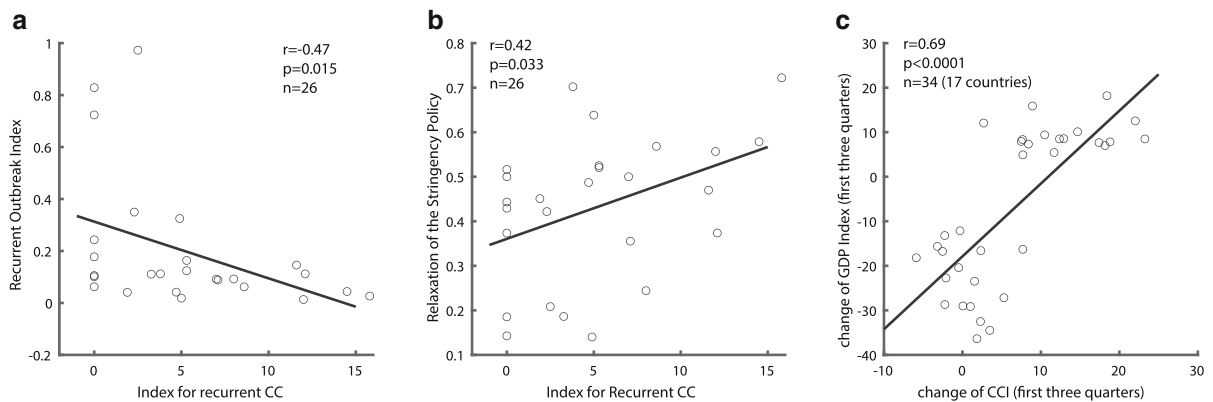 a
r=-0.47
p=0.015
n=26
1
0.8
0.6
0.4
0.2
0
-0.2
Recurrent Outbreak Index
0 5 10 15
Index for recurrent CC
b
r=0.42
p=0.033
n=26
0.8
0.7
0.6
0.5
0.4
0.3
0.2
0.1
Relaxation of the Stringency Policy
0 5 10 15
Index for Recurrent CC
c
r=0.69
p<0.0001
n=34 (17 countries)
30
20
10
0
-10
-20
-30
-40
change of GDP Index (first three quarters)
-10 0 10 20 30
change of CCI (first three quarters)